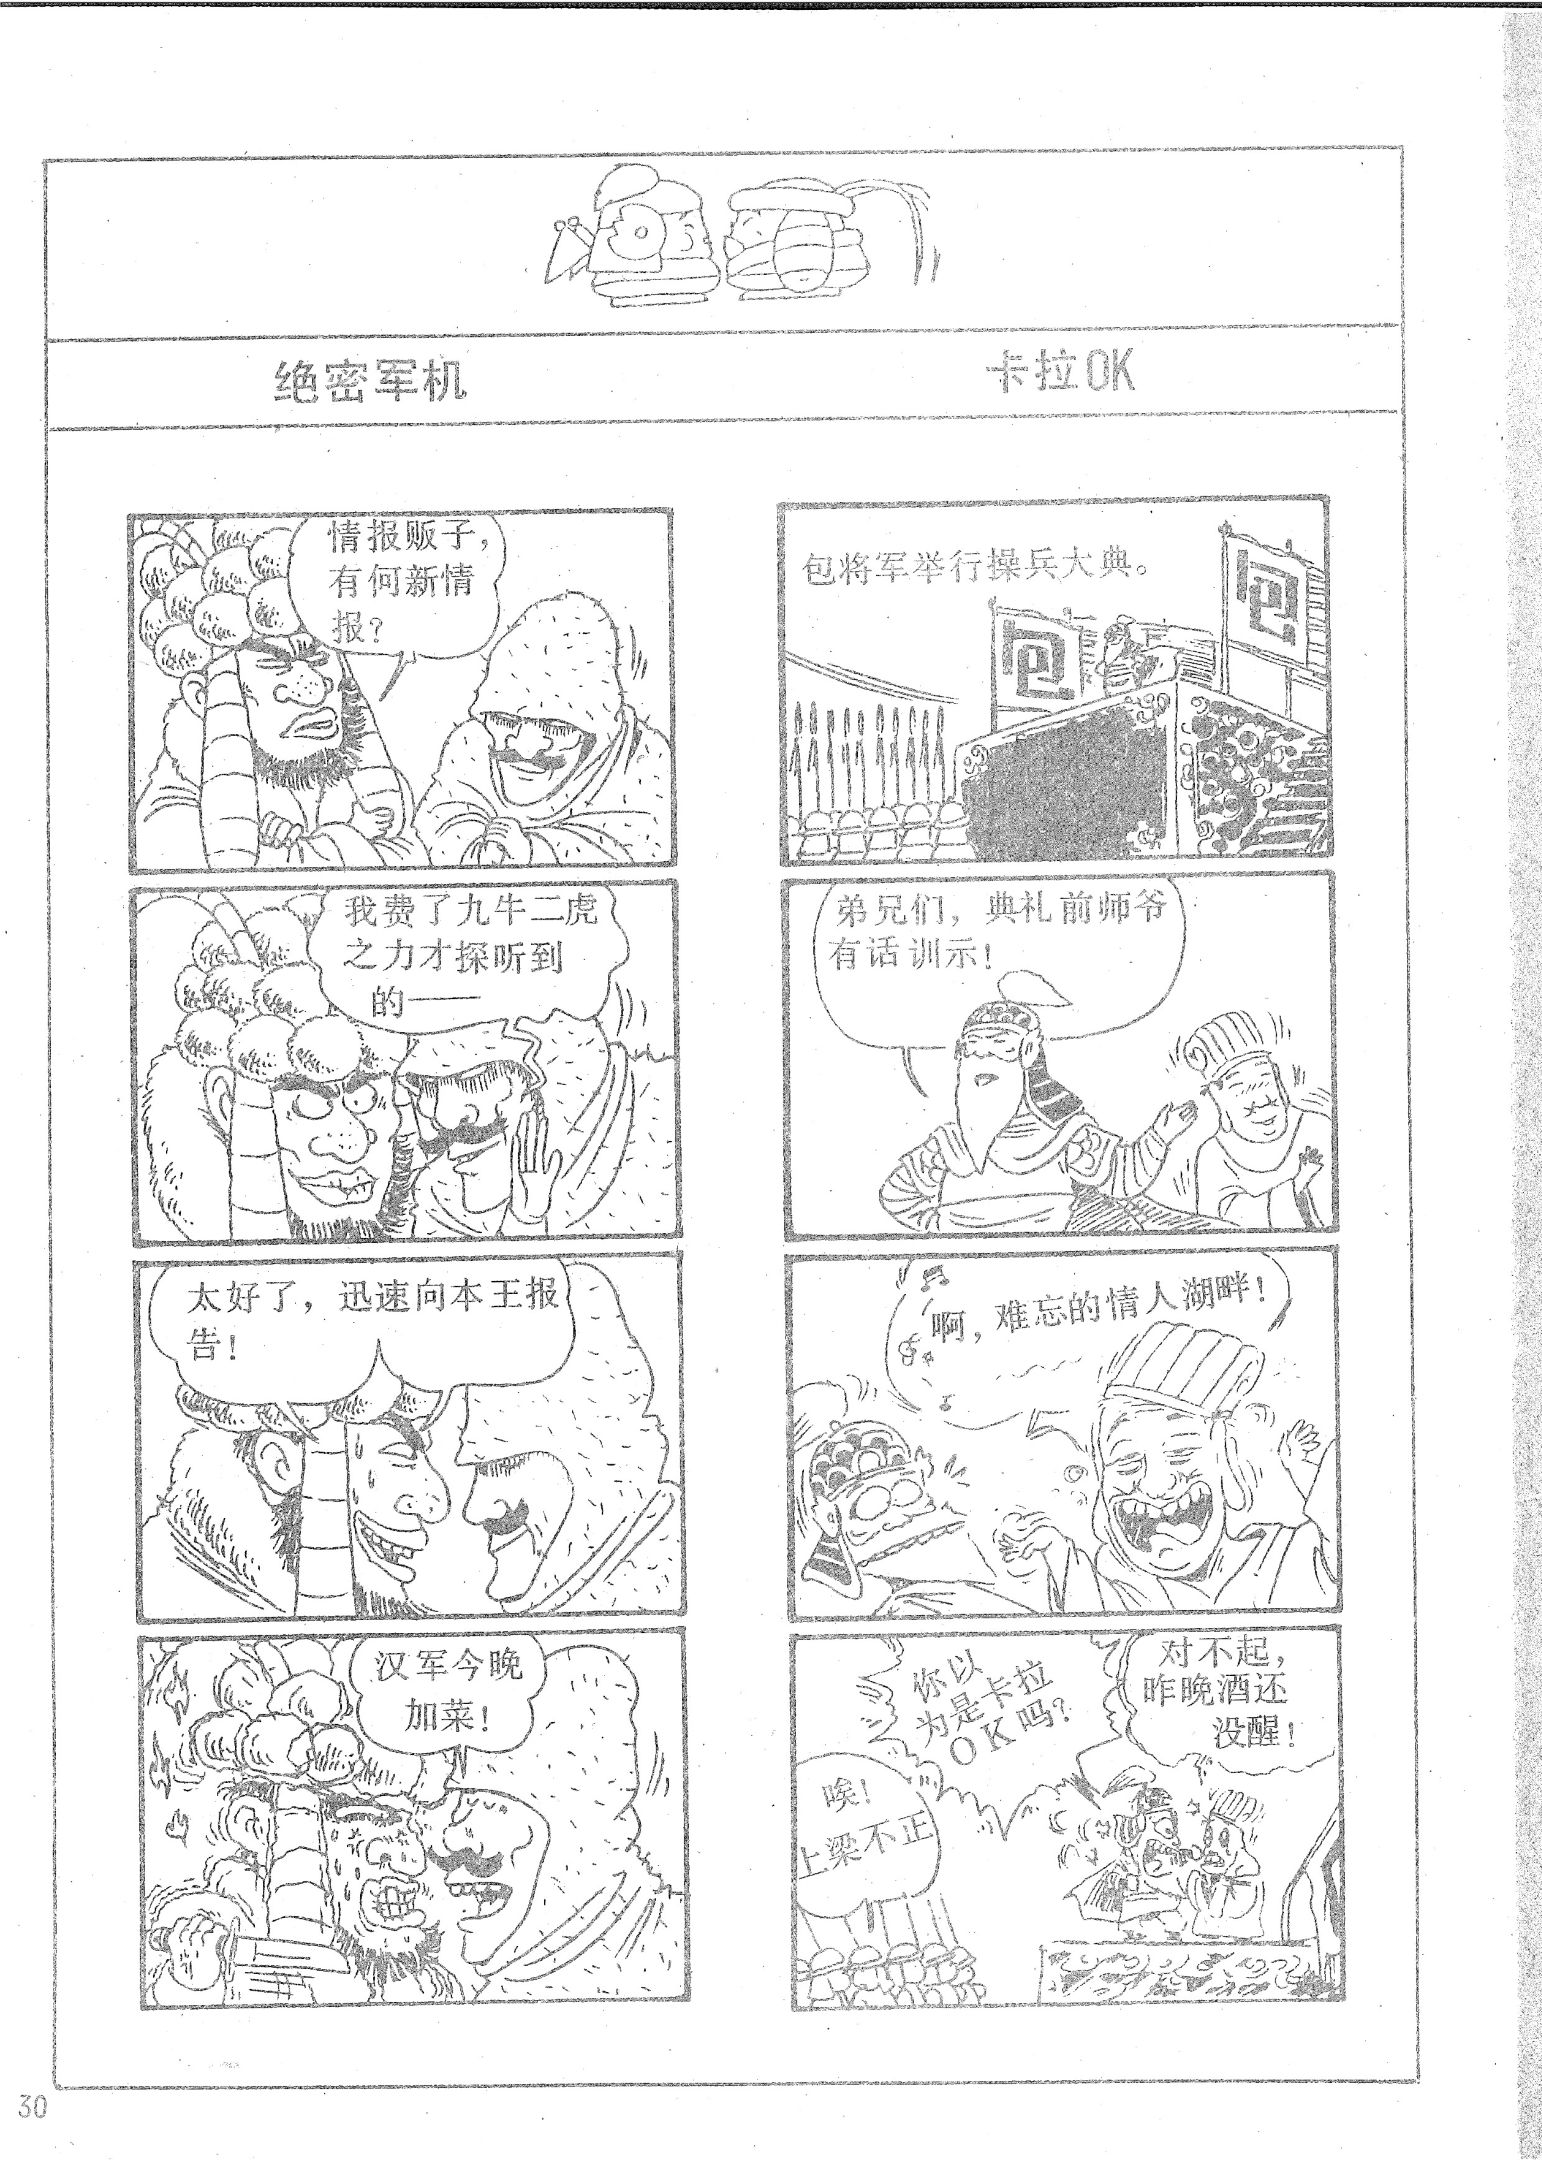 绝密军机
情报贩子，
有何新情
报？
我费了九牛二虎
之力才探听到
的——
太好了，迅速向本王报
告！
汉军今晚
加菜！
卡拉OK
包将军举行操兵大典。
包
包
弟兄们，典礼前师爷
有话训示！
啊，难忘的情人湖畔！
你以
为是卡拉
OK吗？
对不起，
昨晚酒还
没醒！
唉！
上梁不正
30